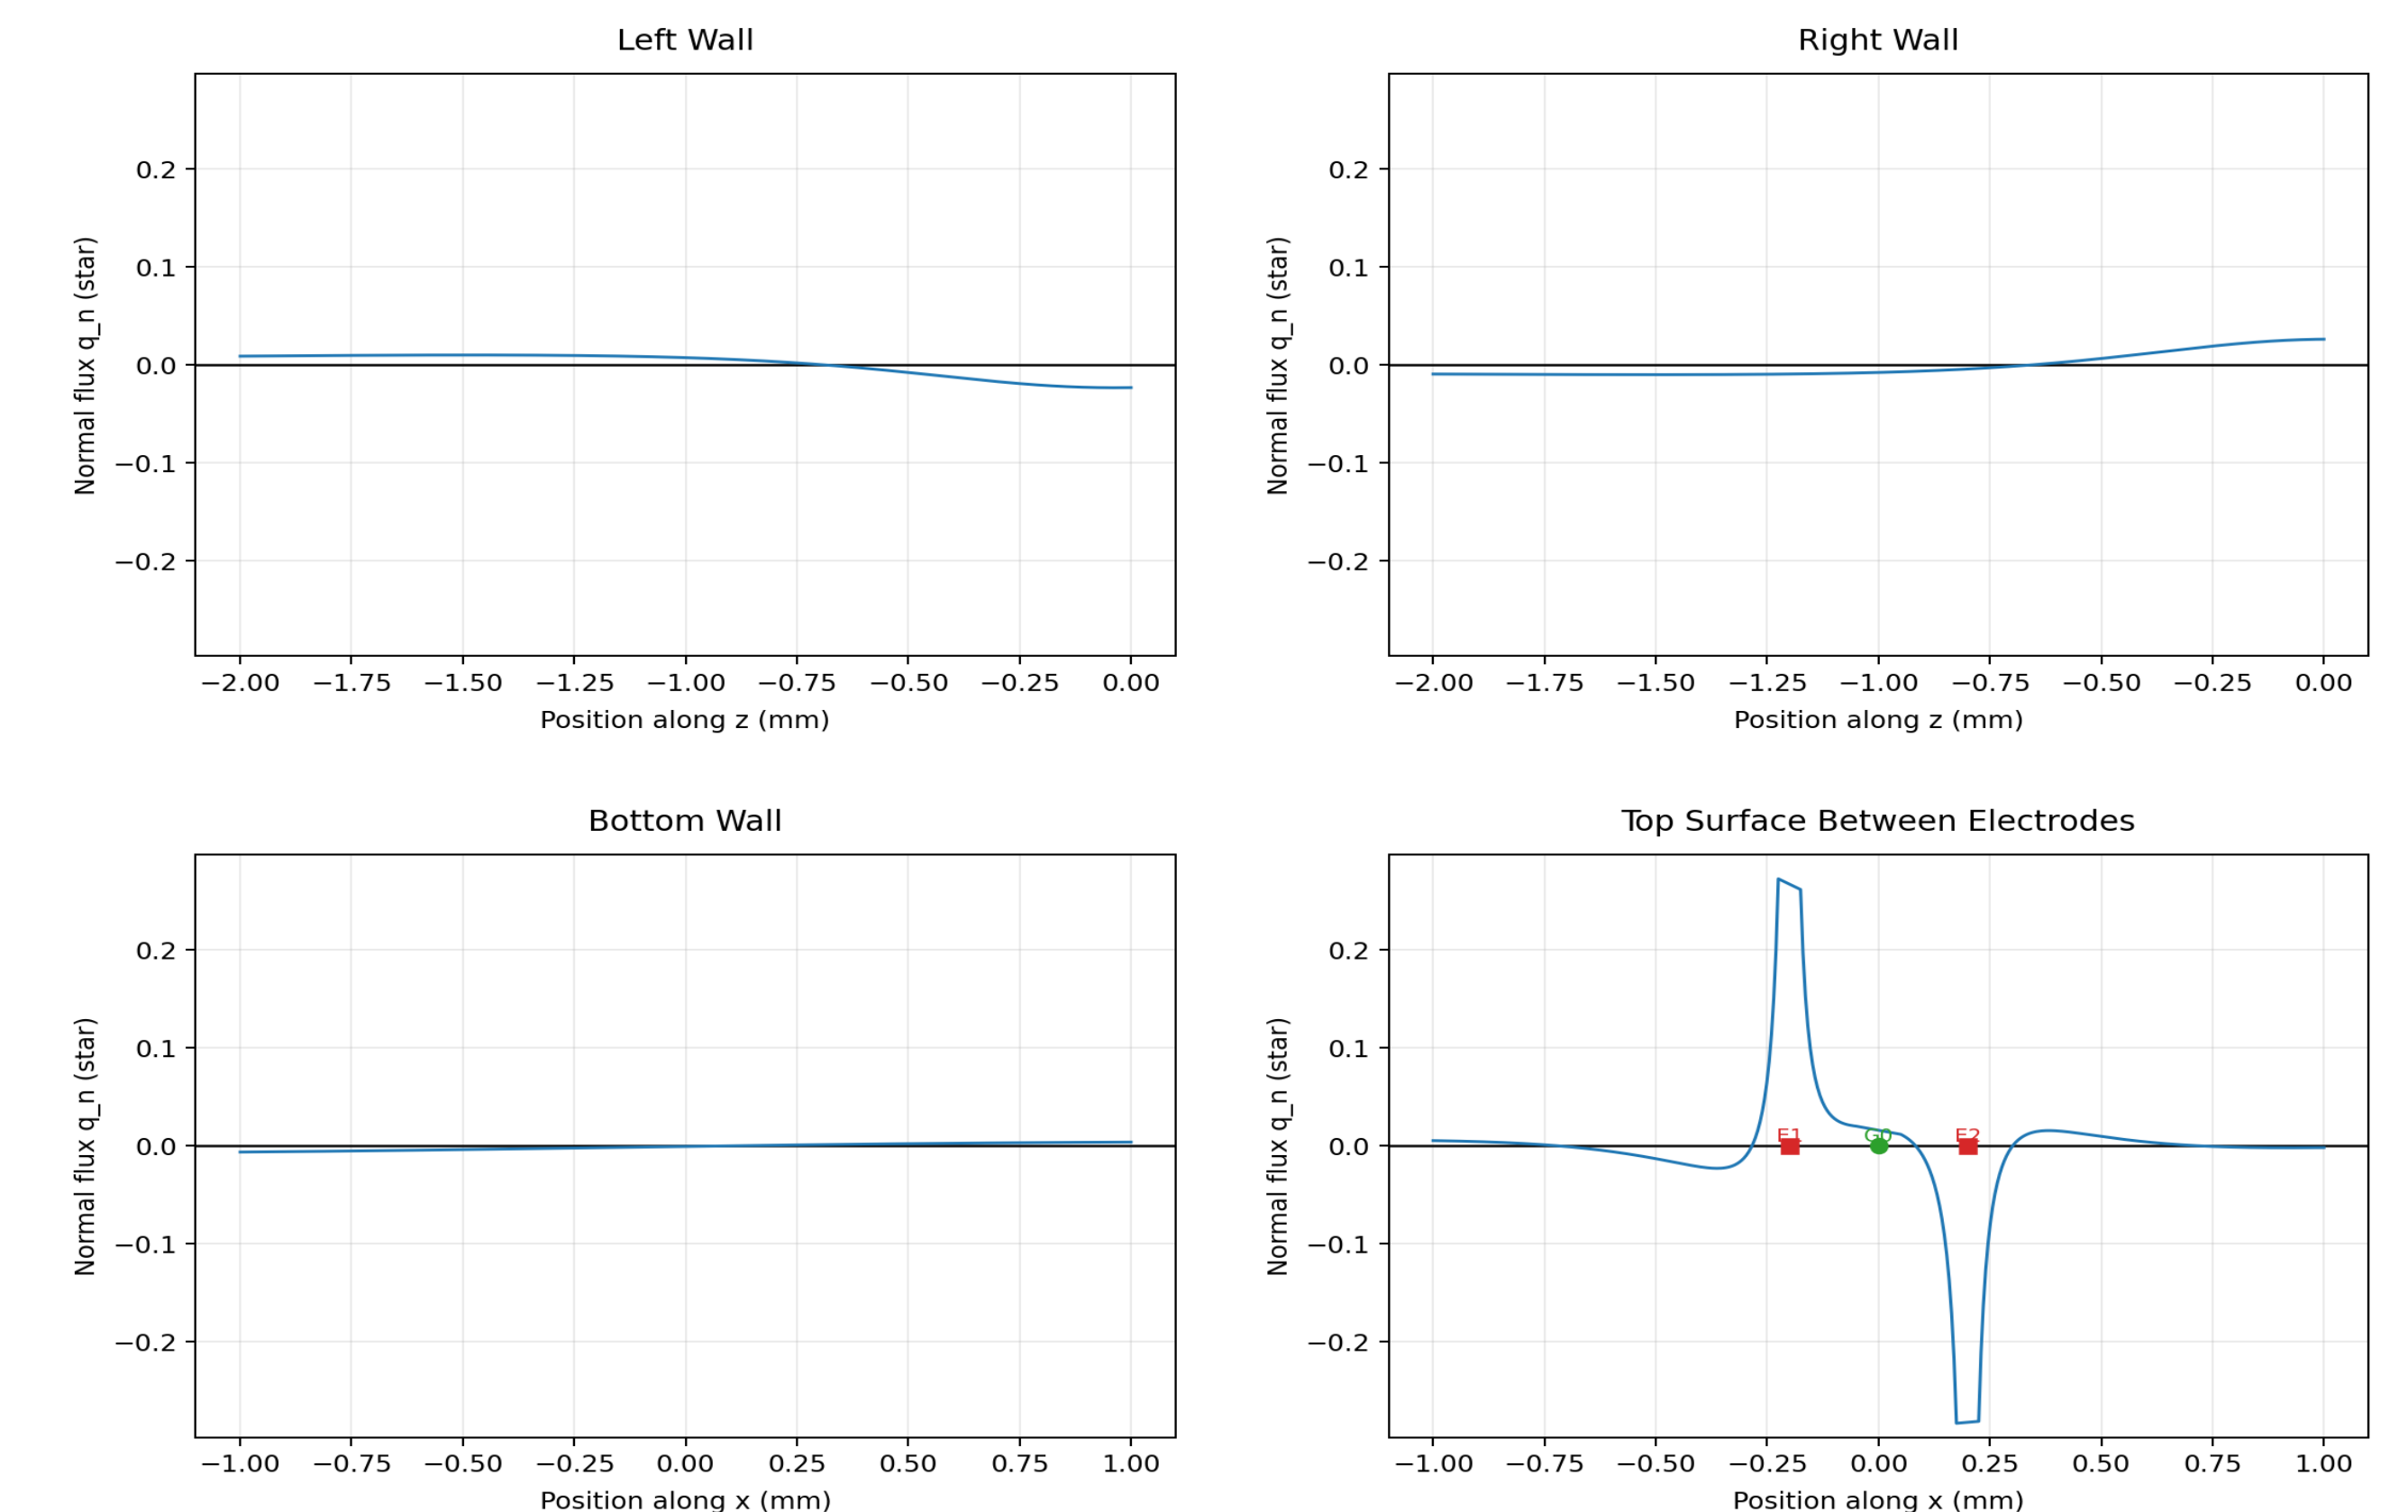 Left Wall
Normal flux q_n (star)
0.2
0.1
0.0
−0.1
−0.2
−2.00 −1.75 −1.50 −1.25 −1.00 −0.75 −0.50 −0.25 0.00
Position along z (mm)
Right Wall
Normal flux q_n (star)
0.2
0.1
0.0
−0.1
−0.2
−2.00 −1.75 −1.50 −1.25 −1.00 −0.75 −0.50 −0.25 0.00
Position along z (mm)
Bottom Wall
Normal flux q_n (star)
0.2
0.1
0.0
−0.1
−0.2
−1.00 −0.75 −0.50 −0.25 0.00 0.25 0.50 0.75 1.00
Position along x (mm)
Top Surface Between Electrodes
Normal flux q_n (star)
0.2
0.1
0.0
−0.1
−0.2
E1 G0 E2
−1.00 −0.75 −0.50 −0.25 0.00 0.25 0.50 0.75 1.00
Position along x (mm)